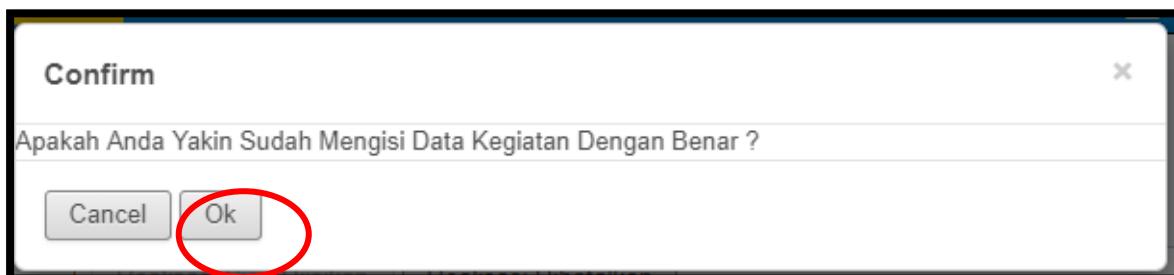 Confirm
×
Apakah Anda Yakin Sudah Mengisi Data Kegiatan Dengan Benar ?
Cancel Ok